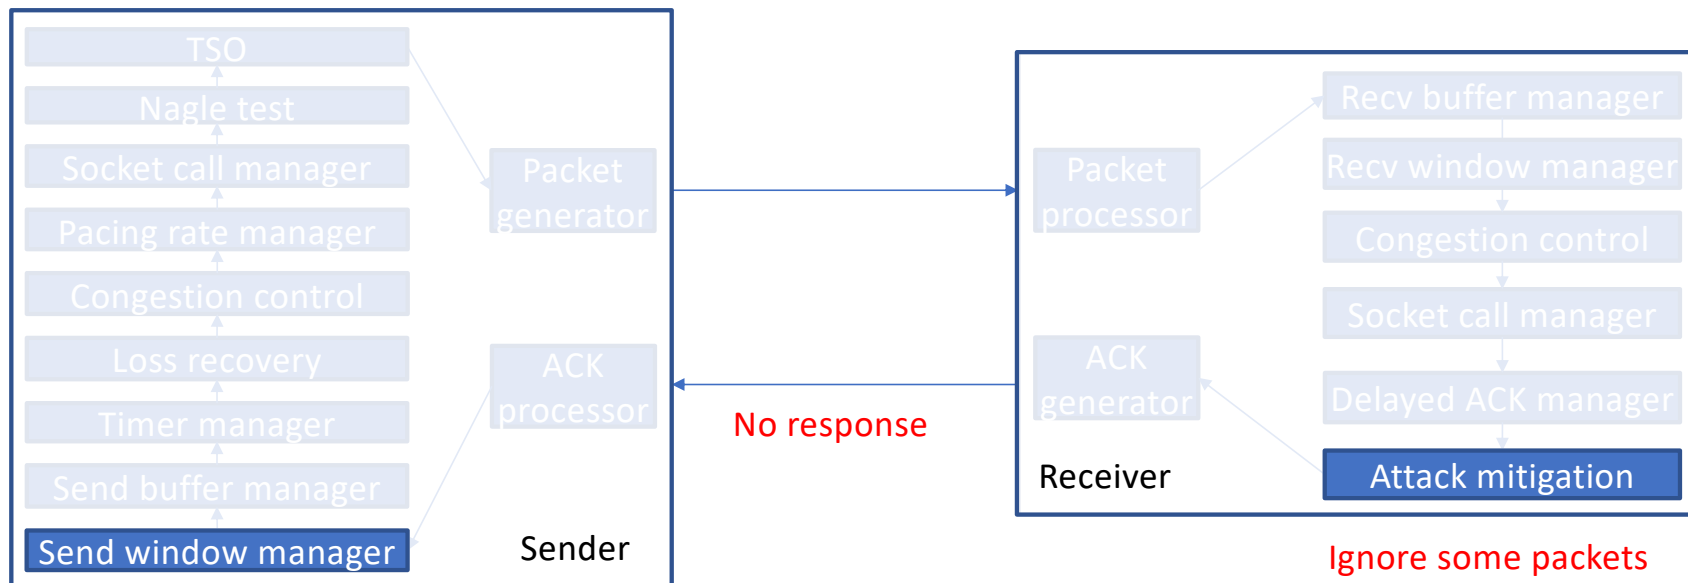 TSO
Nagle test
Socket call manager
Pacing rate manager
Congestion control
Loss recovery
Timer manager
Send buffer manager
Send window manager
Packet
generator
ACK
processor
Sender
No response
Packet
processor
ACK
generator
Receiver
Recv buffer manager
Recv window manager
Congestion control
Socket call manager
Delayed ACK manager
Attack mitigation
Ignore some packets